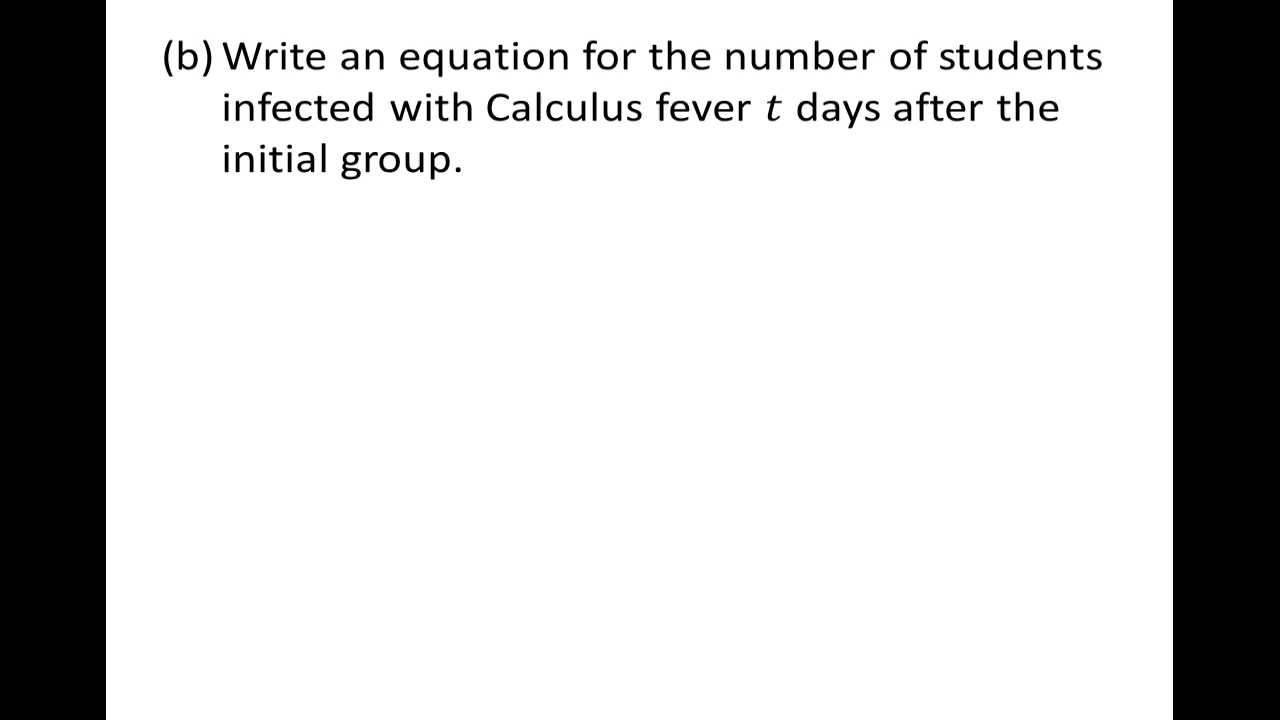 (b) Write an equation for the number of students
infected with Calculus fever t days after the
initial group.